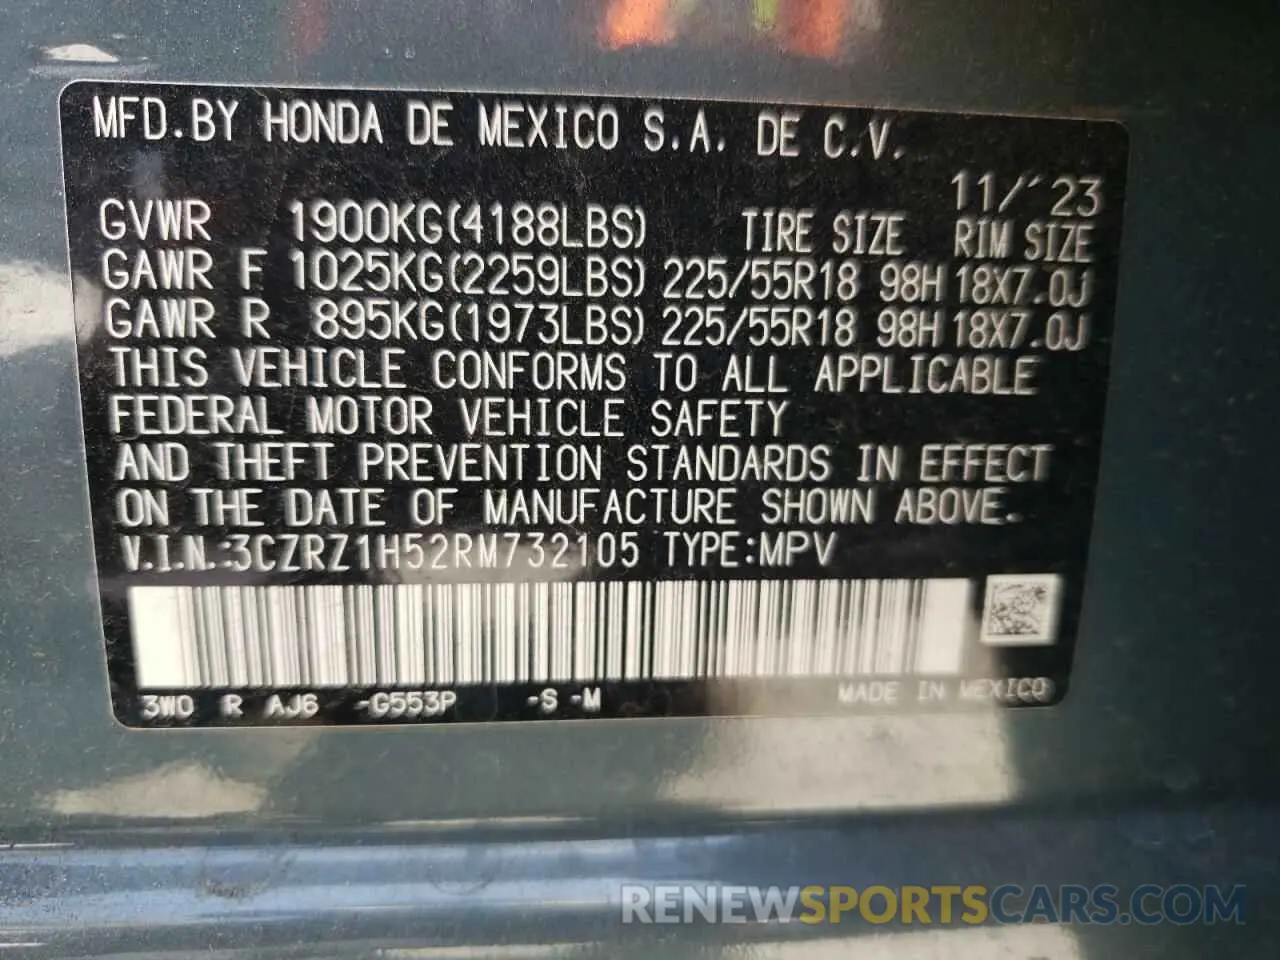 MFD.BY HONDA DE MEXICO S.A. DE C.V.
11/´23
GVWR 1900KG(4188LBS) TIRE SIZE RIM SIZE
GAWR F 1025KG(2259LBS) 225/55R18 98H 18X7.0J
GAWR R 895KG(1973LBS) 225/55R18 98H 18X7.0J
THIS VEHICLE CONFORMS TO ALL APPLICABLE
FEDERAL MOTOR VEHICLE SAFETY
AND THEFT PREVENTION STANDARDS IN EFFECT
ON THE DATE OF MANUFACTURE SHOWN ABOVE.
V.I.N.:3CZRZ1H52RM732105 TYPE:MPV
3W0 R AJ6 -G553P -S -M MADE IN MEXICO
RENEWSPORTSCARS.COM